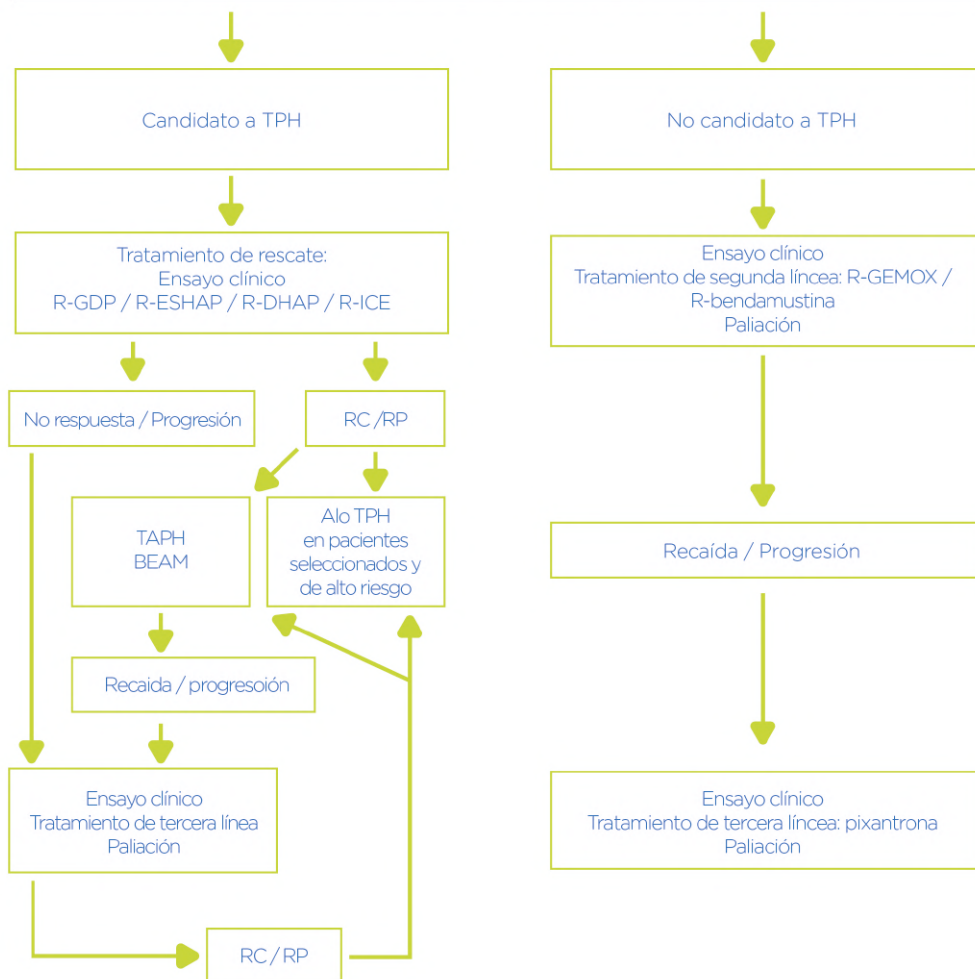 Candidato a TPH
No candidato a TPH
Tratamiento de rescate:
Ensayo clínico
R-GDP / R-ESHAP / R-DHAP / R-ICE
Ensayo clínico
Tratamiento de segunda líncea: R-GEMOX /
R-bendamustina
Paliación
No respuesta / Progresión
RC /RP
TAPH
BEAM
Alo TPH
en pacientes
seleccionados y
de alto riesgo
Recaída / Progresión
Recaida / progresoión
Ensayo clínico
Tratamiento de tercera línea
Paliación
Ensayo clínico
Tratamiento de tercera líncea: pixantrona
Paliación
RC / RP